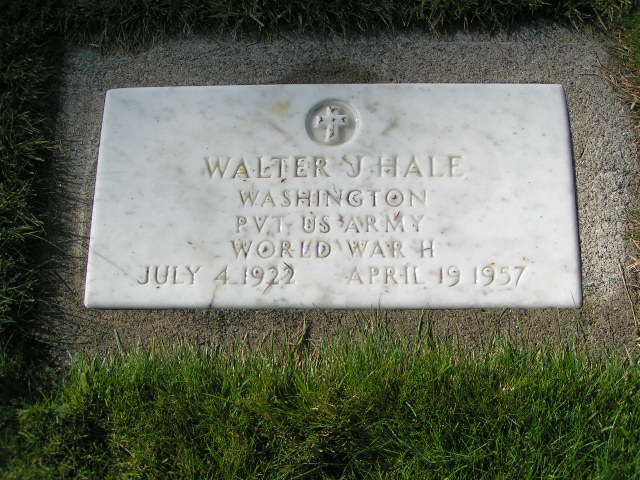 WALTER J HALE
WASHINGTON
PVT US ARMY
WORLD WAR II
JULY 4 1922 APRIL 19 1957